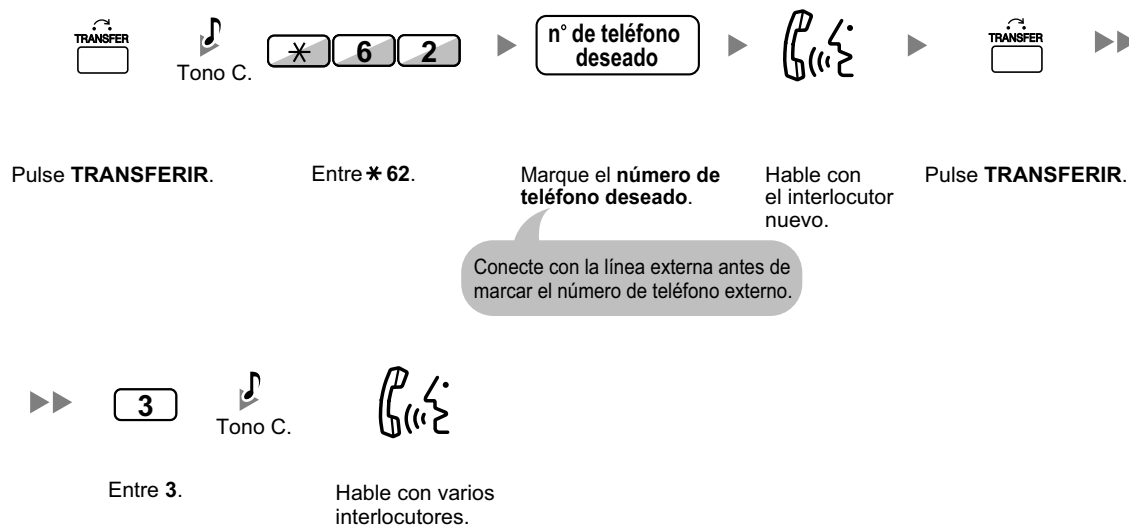 TRANSFER
Tono C.
* 6 2
n° de teléfono
deseado
TRANSFER
Pulse TRANSFERIR.
Entre * 62.
Marque el número de
teléfono deseado.
Hable con
el interlocutor
nuevo.
Pulse TRANSFERIR.
Conecte con la línea externa antes de
marcar el número de teléfono externo.
3
Tono C.
Entre 3.
Hable con varios
interlocutores.